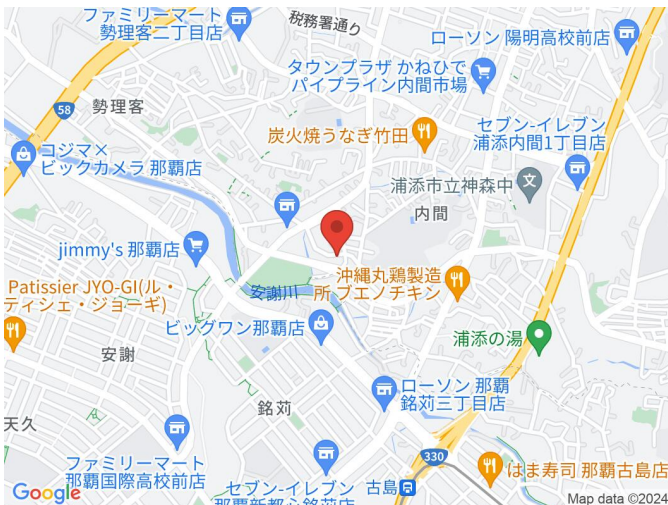 ファミリーマート
勢理客二丁目店
税務署通り
ローソン 陽明高校前店
タウンプラザ かねひで
パイプライン内間市場
58
勢理客
炭火焼うなぎ竹田
セブン-イレブン
浦添内間1丁目店
コジマ×
ビックカメラ 那覇店
浦添市立神森中
文
内間
jimmy's 那覇店
沖縄丸鶏製造
所 ブエノチキン
Patissier JYO-GI(ル・
ティシェ・ジョーギ)
安謝川
ビッグワン那覇店
浦添の湯
安謝
銘苅
ローソン 那覇
銘苅三丁目店
天久
ファミリーマート
那覇国際高校前店
330
はま寿司 那覇古島店
セブン-イレブン
那覇新都心銘苅店
古島
Google
Map data ©2024